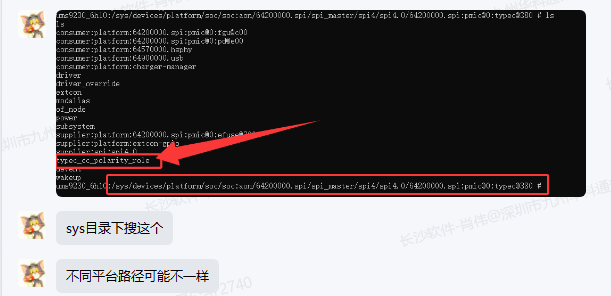 ums9230_6h10:/sys/devices/platform/soc/soc:aon/64200000.spi/spi_master/spi4/spi4.0/64200000.spi:pmic@0:typec@380 # ls
ls
consumer:platform:64200000.spi:pmic@0:fgu@c00
consumer:platform:64200000.spi:pmic@0:pd@e00
consumer:platform:64570000.hsphy
consumer:platform:64900000.usb
consumer:platform:charger-manager
driver
driver_override
extcon
modalias
of_node
power
subsystem
supplier:platform:64200000.spi:pmic@0:efuse@
supplier:platform:extcon-gpio
supplier:spi:spi4.0
typec_cc_polarity_role
uevent
wakeup
ums9230_6h10:/sys/devices/platform/soc/soc:aon/64200000.spi/spi_master/spi4/spi4.0/64200000.spi:pmic@0:typec@380 #
sys目录下搜这个
不同平台路径可能不一样